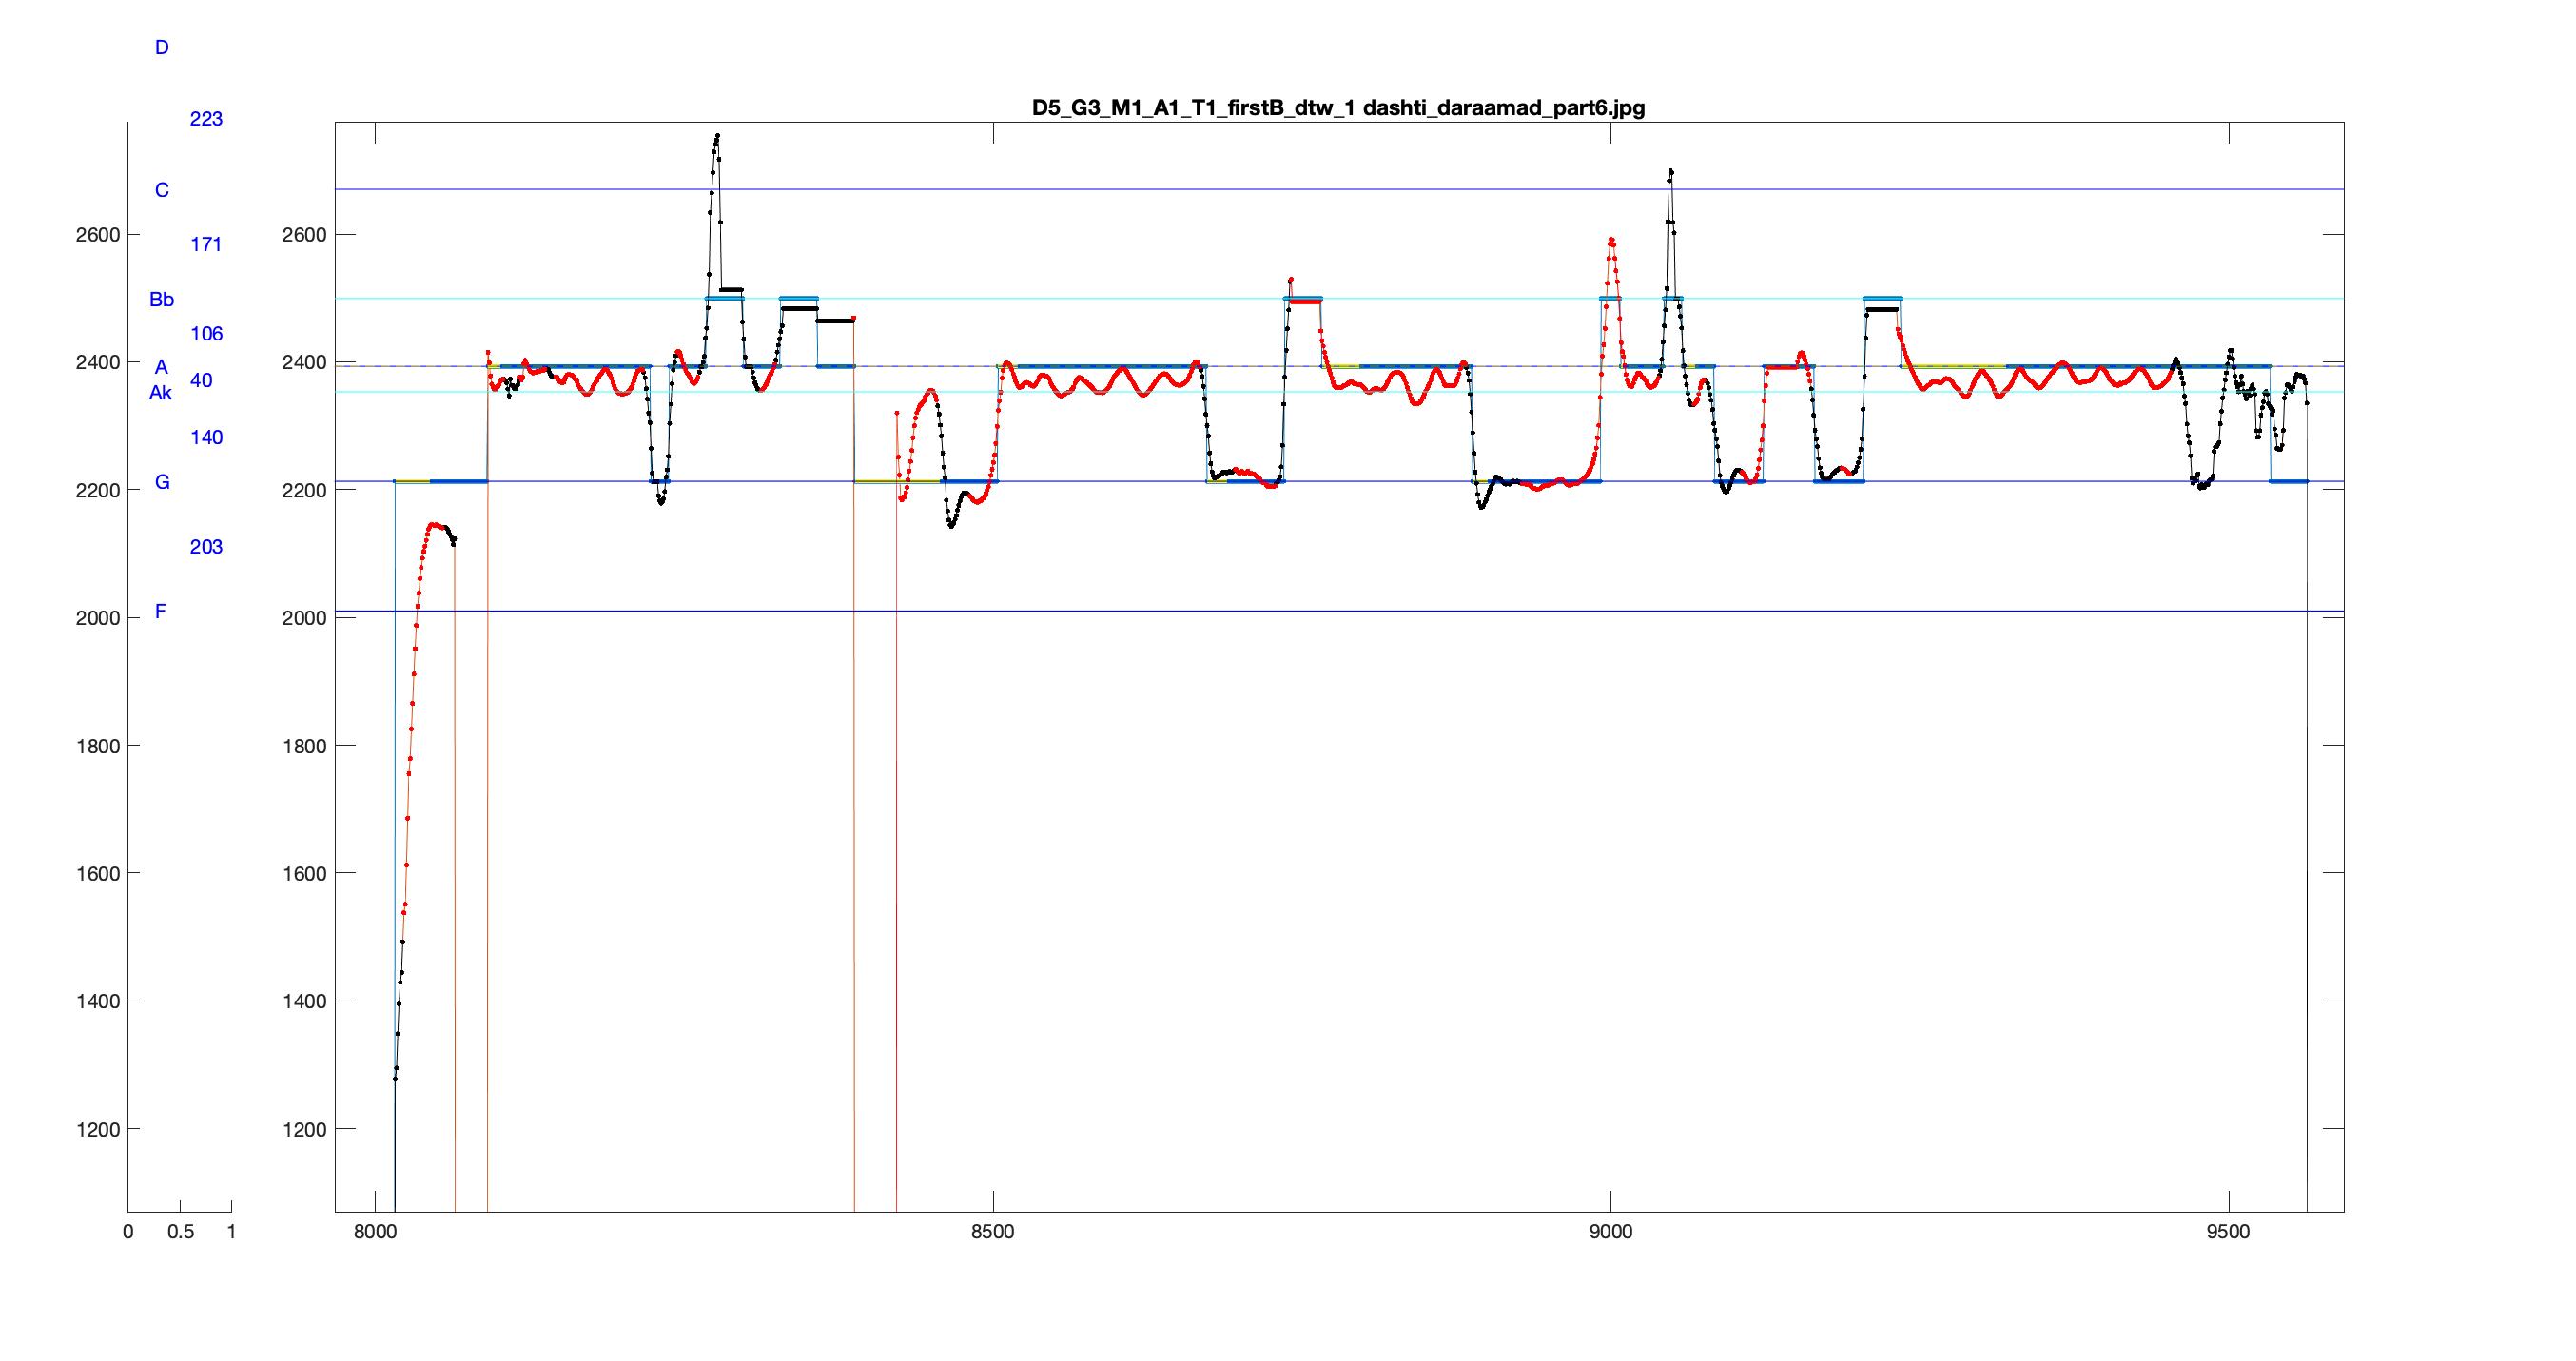 D
D5_G3_M1_A1_T1_firstB_dtw_1 dashti_daraamad_part6.jpg
223
C
2600 171 2600
Bb
106
2400 A 40 2400
Ak
140
2200 G 2200
203
2000 F 2000
1800 1800
1600 1600
1400 1400
1200 1200
0 0.5 1 8000 8500 9000 9500